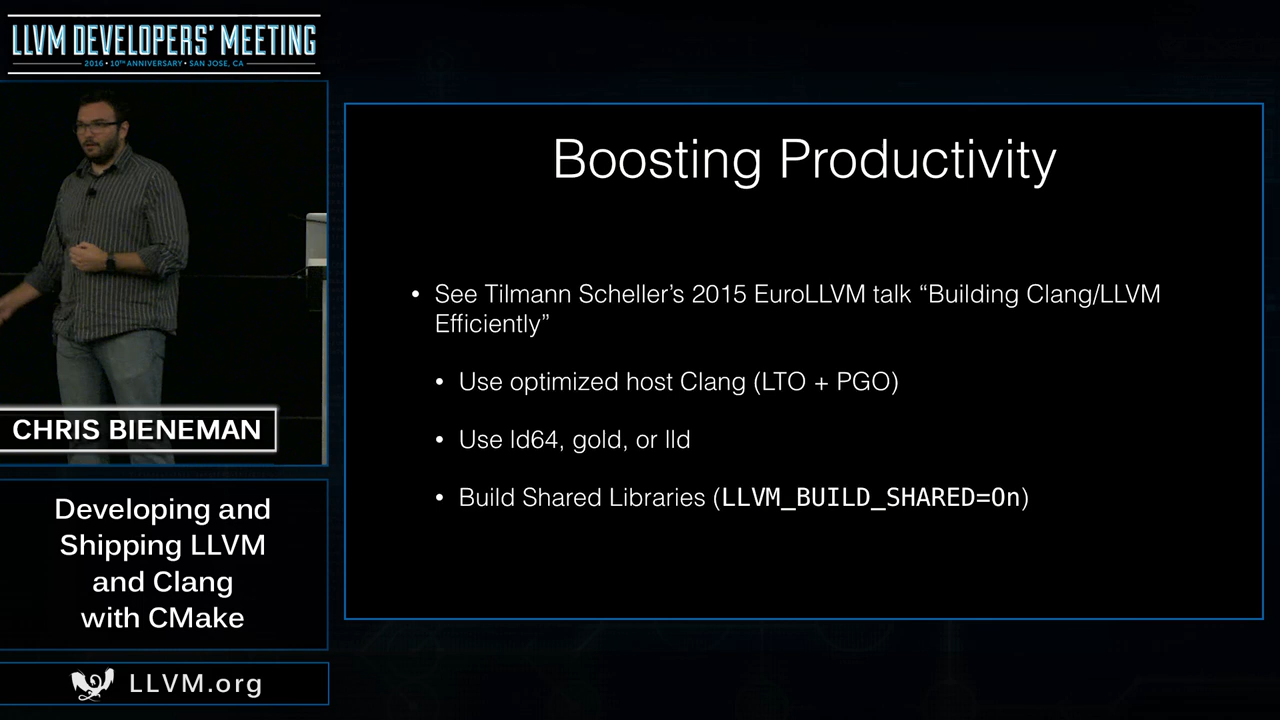 LLVM DEVELOPERS' MEETING
2016 • 10TH ANNIVERSARY • SAN JOSE, CA
CHRIS BIENEMAN
Developing and
Shipping LLVM
and Clang
with CMake
LLVM.org
Boosting Productivity
• See Tilmann Scheller’s 2015 EuroLLVM talk “Building Clang/LLVM
Efficiently”
• Use optimized host Clang (LTO + PGO)
• Use ld64, gold, or lld
• Build Shared Libraries (LLVM_BUILD_SHARED=On)